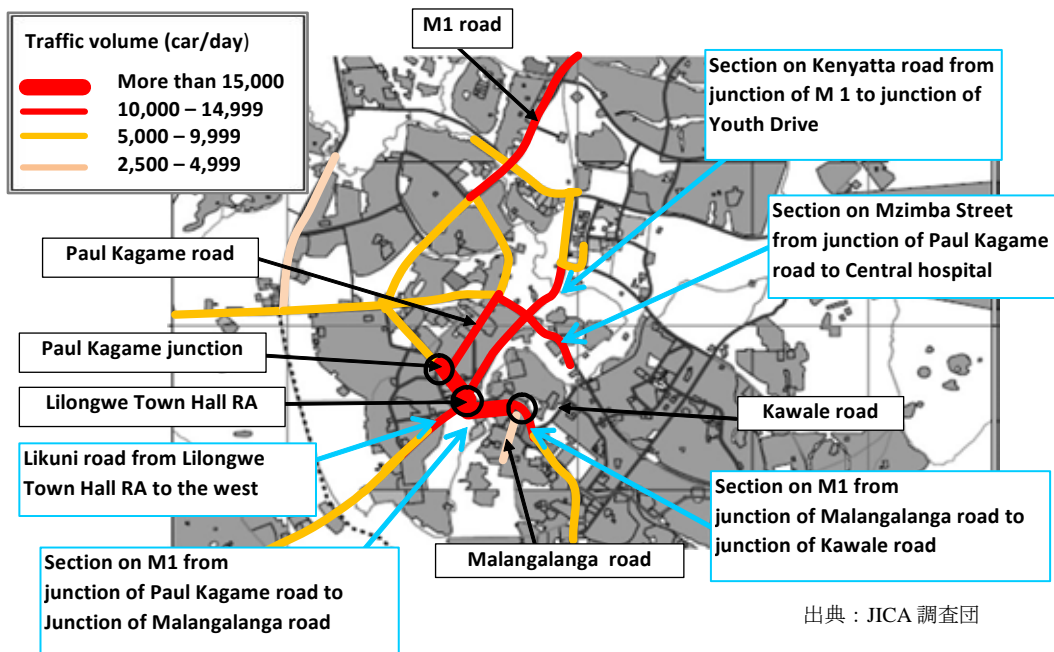 Traffic volume (car/day)
More than 15,000
10,000 – 14,999
5,000 – 9,999
2,500 – 4,999
M1 road
Section on Kenyatta road from
junction of M 1 to junction of
Youth Drive
Section on Mzimba Street
from junction of Paul Kagame
road to Central hospital
Paul Kagame road
Paul Kagame junction
Lilongwe Town Hall RA
Kawale road
Likuni road from Lilongwe
Town Hall RA to the west
Section on M1 from
junction of Malangalanga road to
junction of Kawale road
Malangalanga road
Section on M1 from
junction of Paul Kagame road to
Junction of Malangalanga road
出典：JICA 調査団